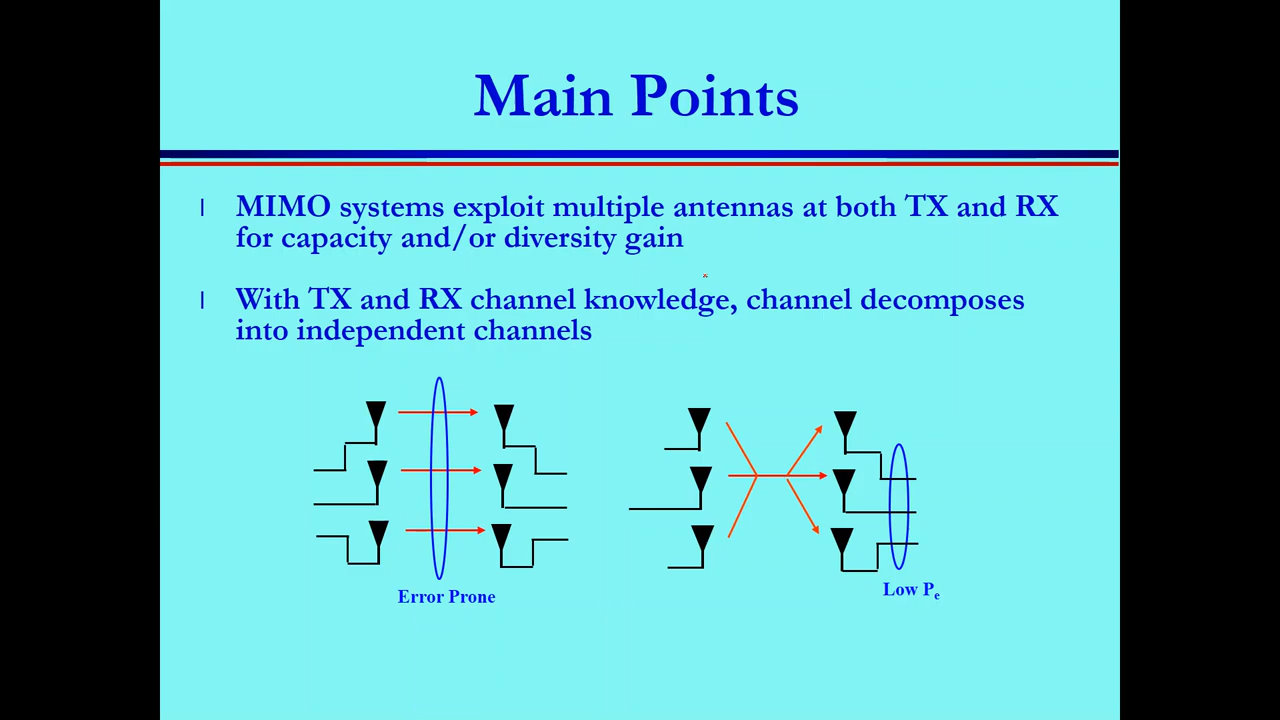 Main Points
l MIMO systems exploit multiple antennas at both TX and RX
for capacity and/or diversity gain
l With TX and RX channel knowledge, channel decomposes
into independent channels
Error Prone
Low Pe